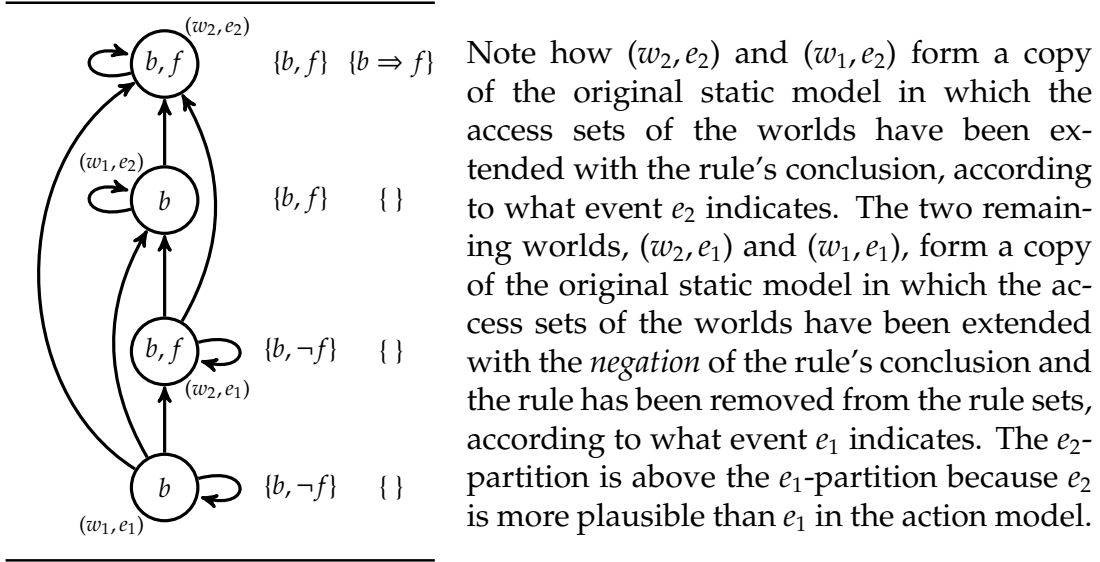 (w₂, e₂)
b, f {b, f} {b ⇒ f}
(w₁, e₂)
b {b, f} { }
b, f {b, ¬f} { }
(w₂, e₁)
b {b, ¬f} { }
(w₁, e₁)
Note how (w₂, e₂) and (w₁, e₂) form a copy
of the original static model in which the
access sets of the worlds have been ex-
tended with the rule's conclusion, according
to what event e₂ indicates. The two remain-
ing worlds, (w₂, e₁) and (w₁, e₁), form a copy
of the original static model in which the ac-
cess sets of the worlds have been extended
with the negation of the rule's conclusion and
the rule has been removed from the rule sets,
according to what event e₁ indicates. The e₂-
partition is above the e₁-partition because e₂
is more plausible than e₁ in the action model.